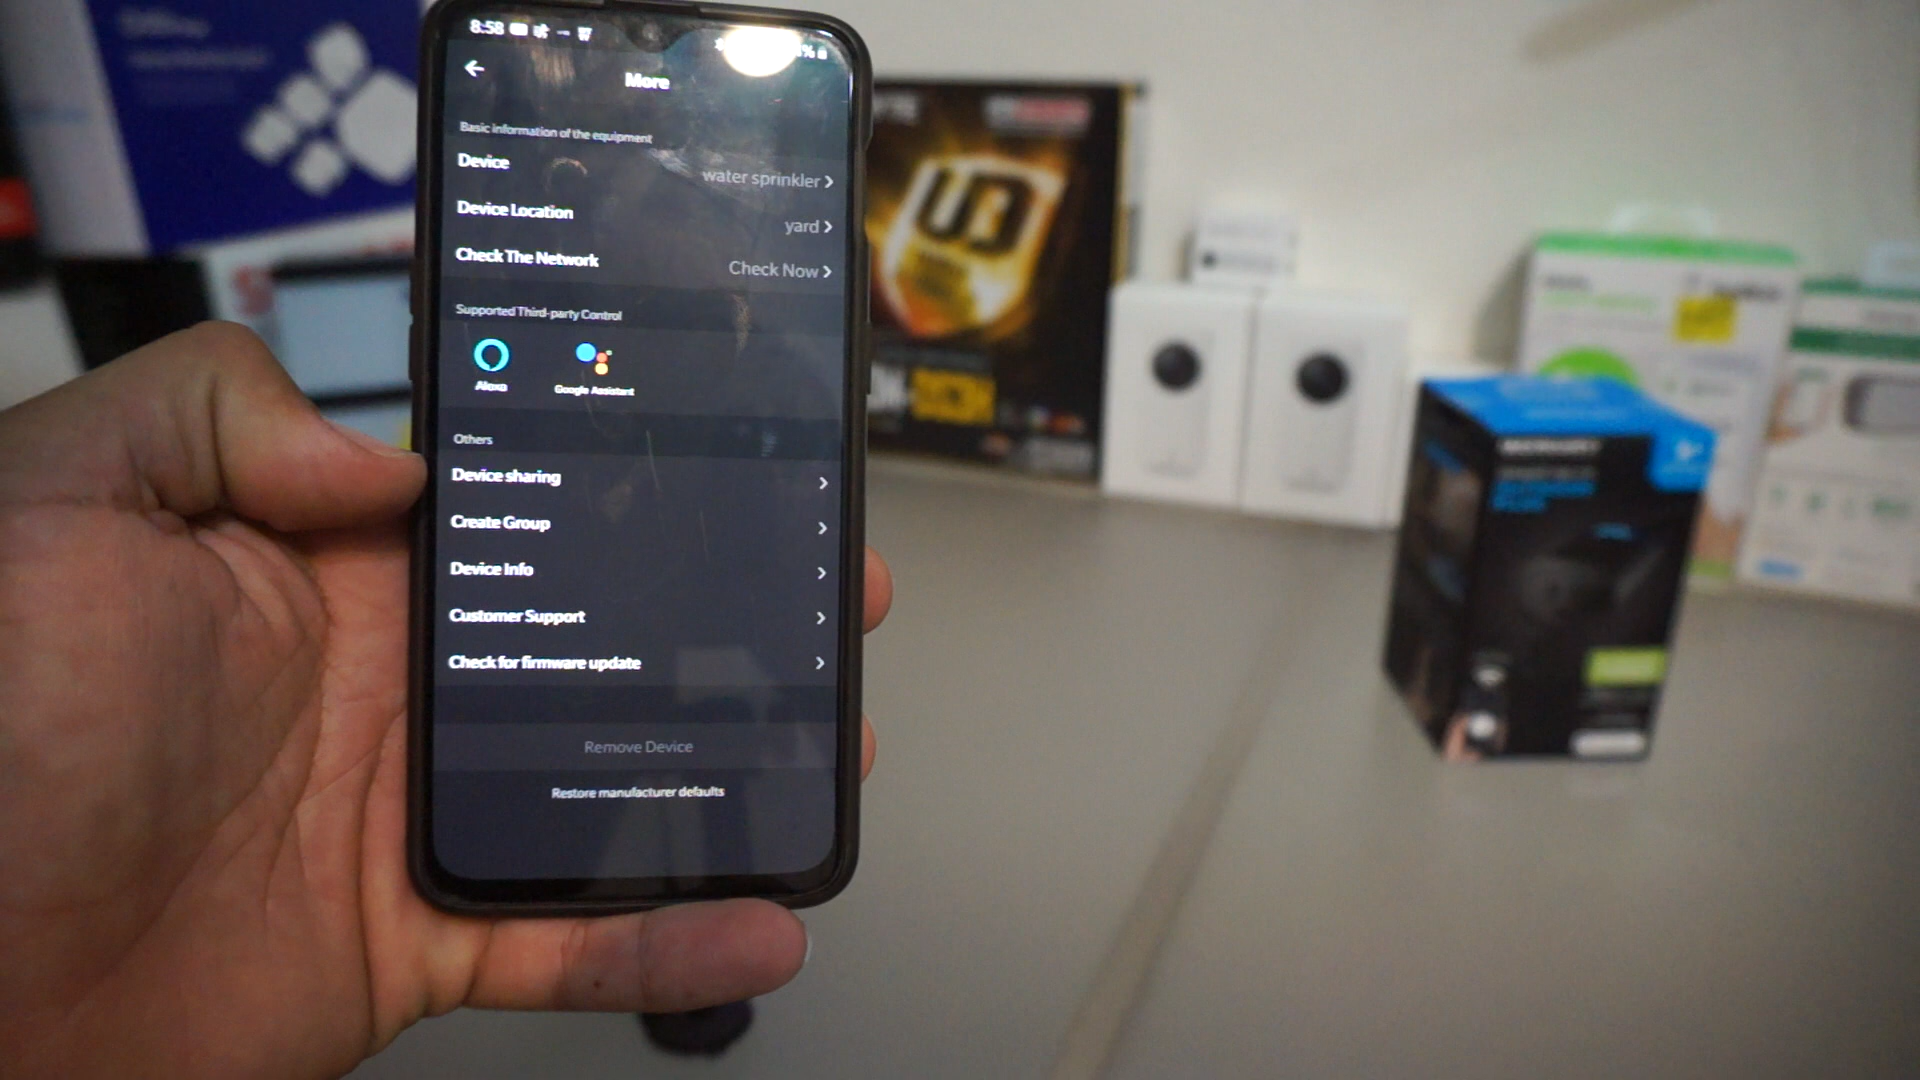 8:58
More
Basic information of the equipment
Device
water sprinkler
Device Location
yard
Check The Network
Check Now
Supported Third-party Control
Alexa
Google Assistant
Others
Device sharing
Create Group
Device Info
Customer Support
Check for firmware update
Remove Device
Restore manufacturer defaults